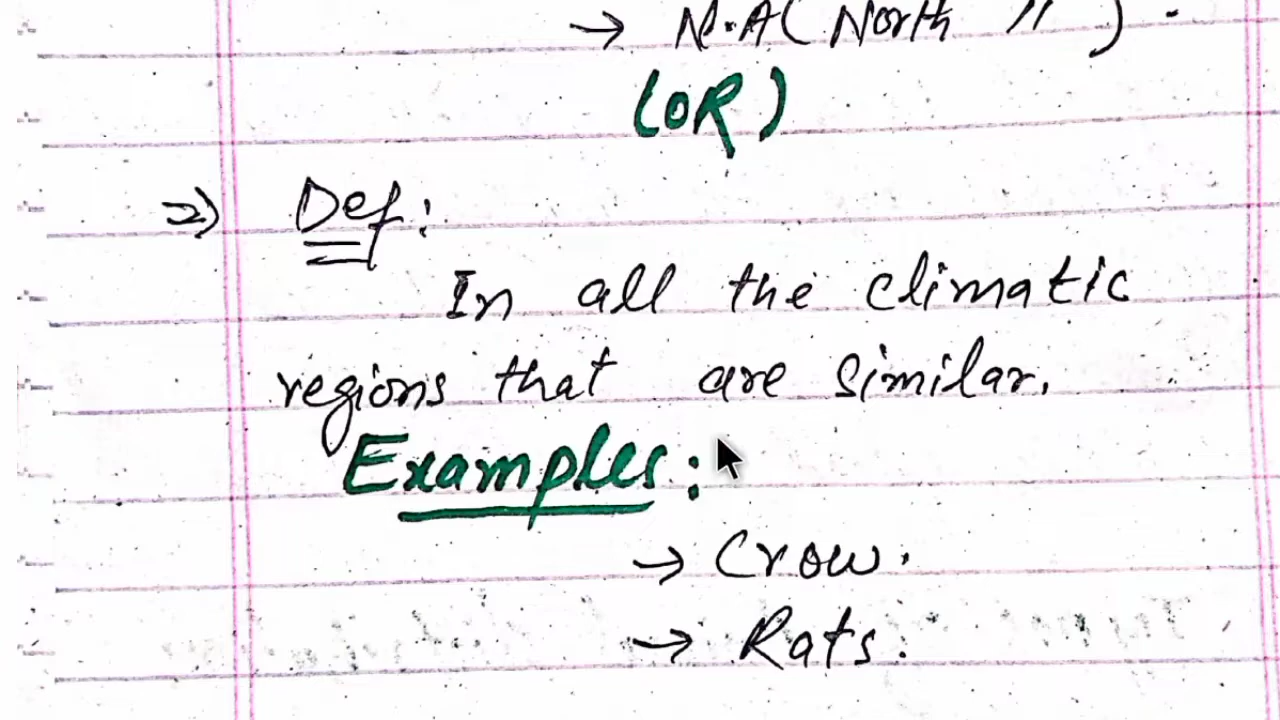 → N.A ( North " ) .
(OR)
2) Def:
In all the climatic
regions that are similar.
Examples:
→ Crow.
→ Rats.